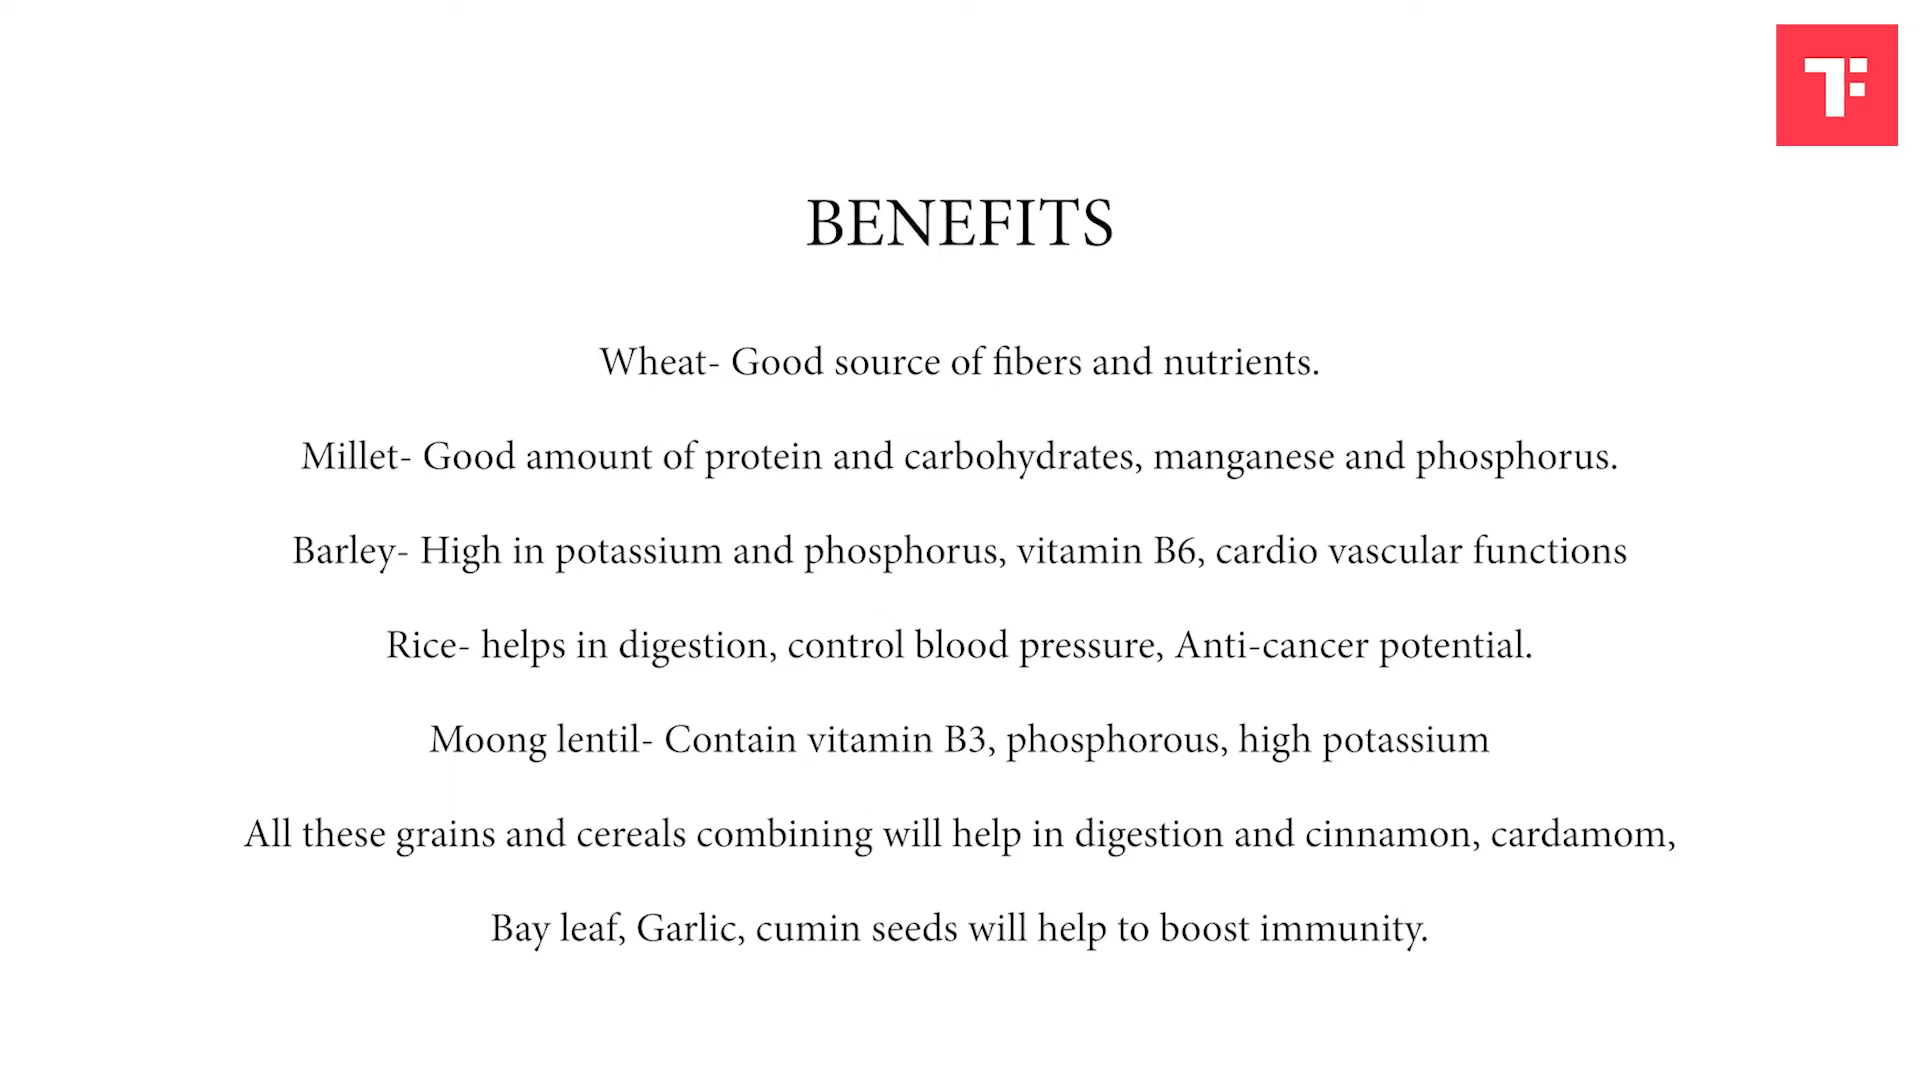 BENEFITS
Wheat- Good source of fibers and nutrients.
Millet- Good amount of protein and carbohydrates, manganese and phosphorus.
Barley- High in potassium and phosphorus, vitamin B6, cardio vascular functions
Rice- helps in digestion, control blood pressure, Anti-cancer potential.
Moong lentil- Contain vitamin B3, phosphorous, high potassium
All these grains and cereals combining will help in digestion and cinnamon, cardamom,
Bay leaf, Garlic, cumin seeds will help to boost immunity.